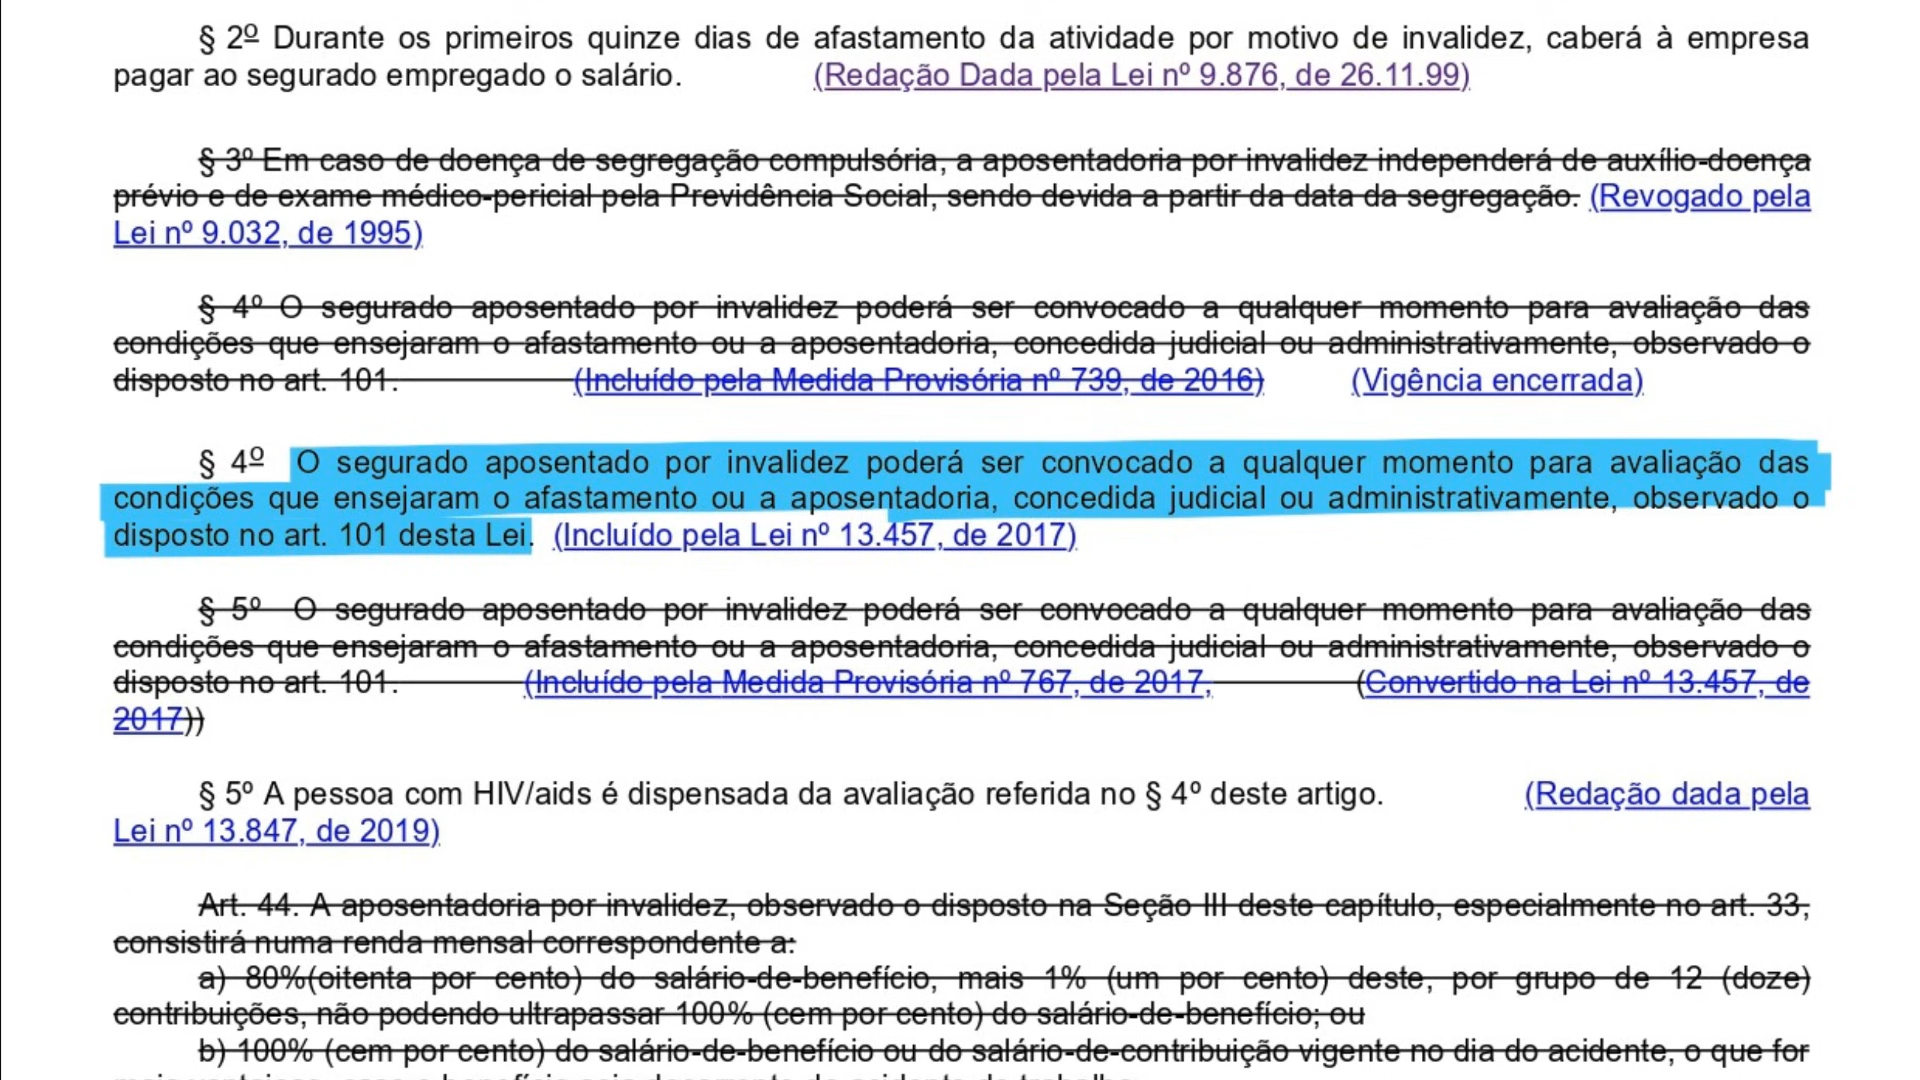 § 2º Durante os primeiros quinze dias de afastamento da atividade por motivo de invalidez, caberá à empresa
pagar ao segurado empregado o salário. (Redação Dada pela Lei nº 9.876, de 26.11.99)
§ 3º Em caso de doença de segregação compulsória, a aposentadoria por invalidez independerá de auxílio-doença
prévio e de exame médico-pericial pela Previdência Social, sendo devida a partir da data da segregação. (Revogado pela
Lei nº 9.032, de 1995)
§ 4º O segurado aposentado por invalidez poderá ser convocado a qualquer momento para avaliação das
condições que ensejaram o afastamento ou a aposentadoria, concedida judicial ou administrativamente, observado o
disposto no art. 101. (Incluído pela Medida Provisória nº 739, de 2016) (Vigência encerrada)
§ 4º O segurado aposentado por invalidez poderá ser convocado a qualquer momento para avaliação das
condições que ensejaram o afastamento ou a aposentadoria, concedida judicial ou administrativamente, observado o
disposto no art. 101 desta Lei. (Incluído pela Lei nº 13.457, de 2017)
§ 5º O segurado aposentado por invalidez poderá ser convocado a qualquer momento para avaliação das
condições que ensejaram o afastamento ou a aposentadoria, concedida judicial ou administrativamente, observado o
disposto no art. 101. (Incluído pela Medida Provisória nº 767, de 2017, (Convertido na Lei nº 13.457, de
2017))
§ 5º A pessoa com HIV/aids é dispensada da avaliação referida no § 4º deste artigo. (Redação dada pela
Lei nº 13.847, de 2019)
Art. 44. A aposentadoria por invalidez, observado o disposto na Seção III deste capítulo, especialmente no art. 33,
consistirá numa renda mensal correspondente a:
a) 80%(oitenta por cento) do salário-de-benefício, mais 1% (um por cento) deste, por grupo de 12 (doze)
contribuições, não podendo ultrapassar 100% (cem por cento) do salário-de-benefício; ou
b) 100% (cem por cento) do salário-de-benefício ou do salário-de-contribuição vigente no dia do acidente, o que for